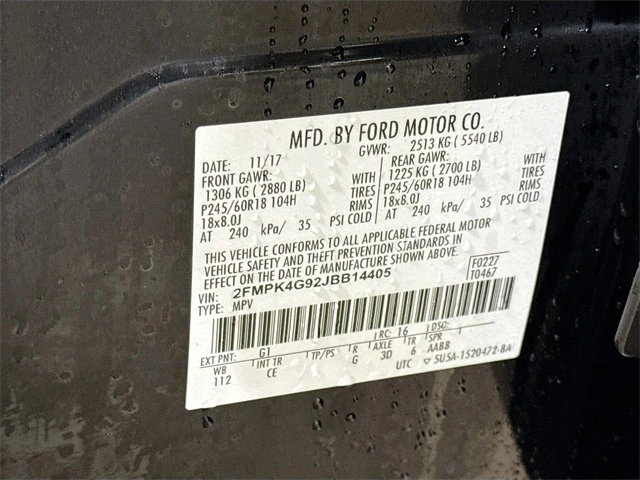 MFD. BY FORD MOTOR CO.
DATE: 11/17 GVWR: 2513 KG ( 5540 LB)
FRONT GAWR: REAR GAWR:
1306 KG ( 2880 LB) WITH 1225 KG ( 2700 LB) WITH
P245/60R18 104H TIRES P245/60R18 104H TIRES
18x8.0J RIMS 18x8.0J RIMS
AT 240 kPa/ 35 PSI COLD AT 240 kPa/ 35 PSI COLD
THIS VEHICLE CONFORMS TO ALL APPLICABLE FEDERAL MOTOR
VEHICLE SAFETY AND THEFT PREVENTION STANDARDS IN
EFFECT ON THE DATE OF MANUFACTURE SHOWN ABOVE.
VIN: 2FMPK4G92JBB14405 F0227
TYPE: MPV T0467
EXT PNT: G1 RC: 16 DSO:
WB INT TR TP/PS R AXLE TR SPR
112 CE G 3D 6 AABB
UTC ▽ 5USA-1520472-BA